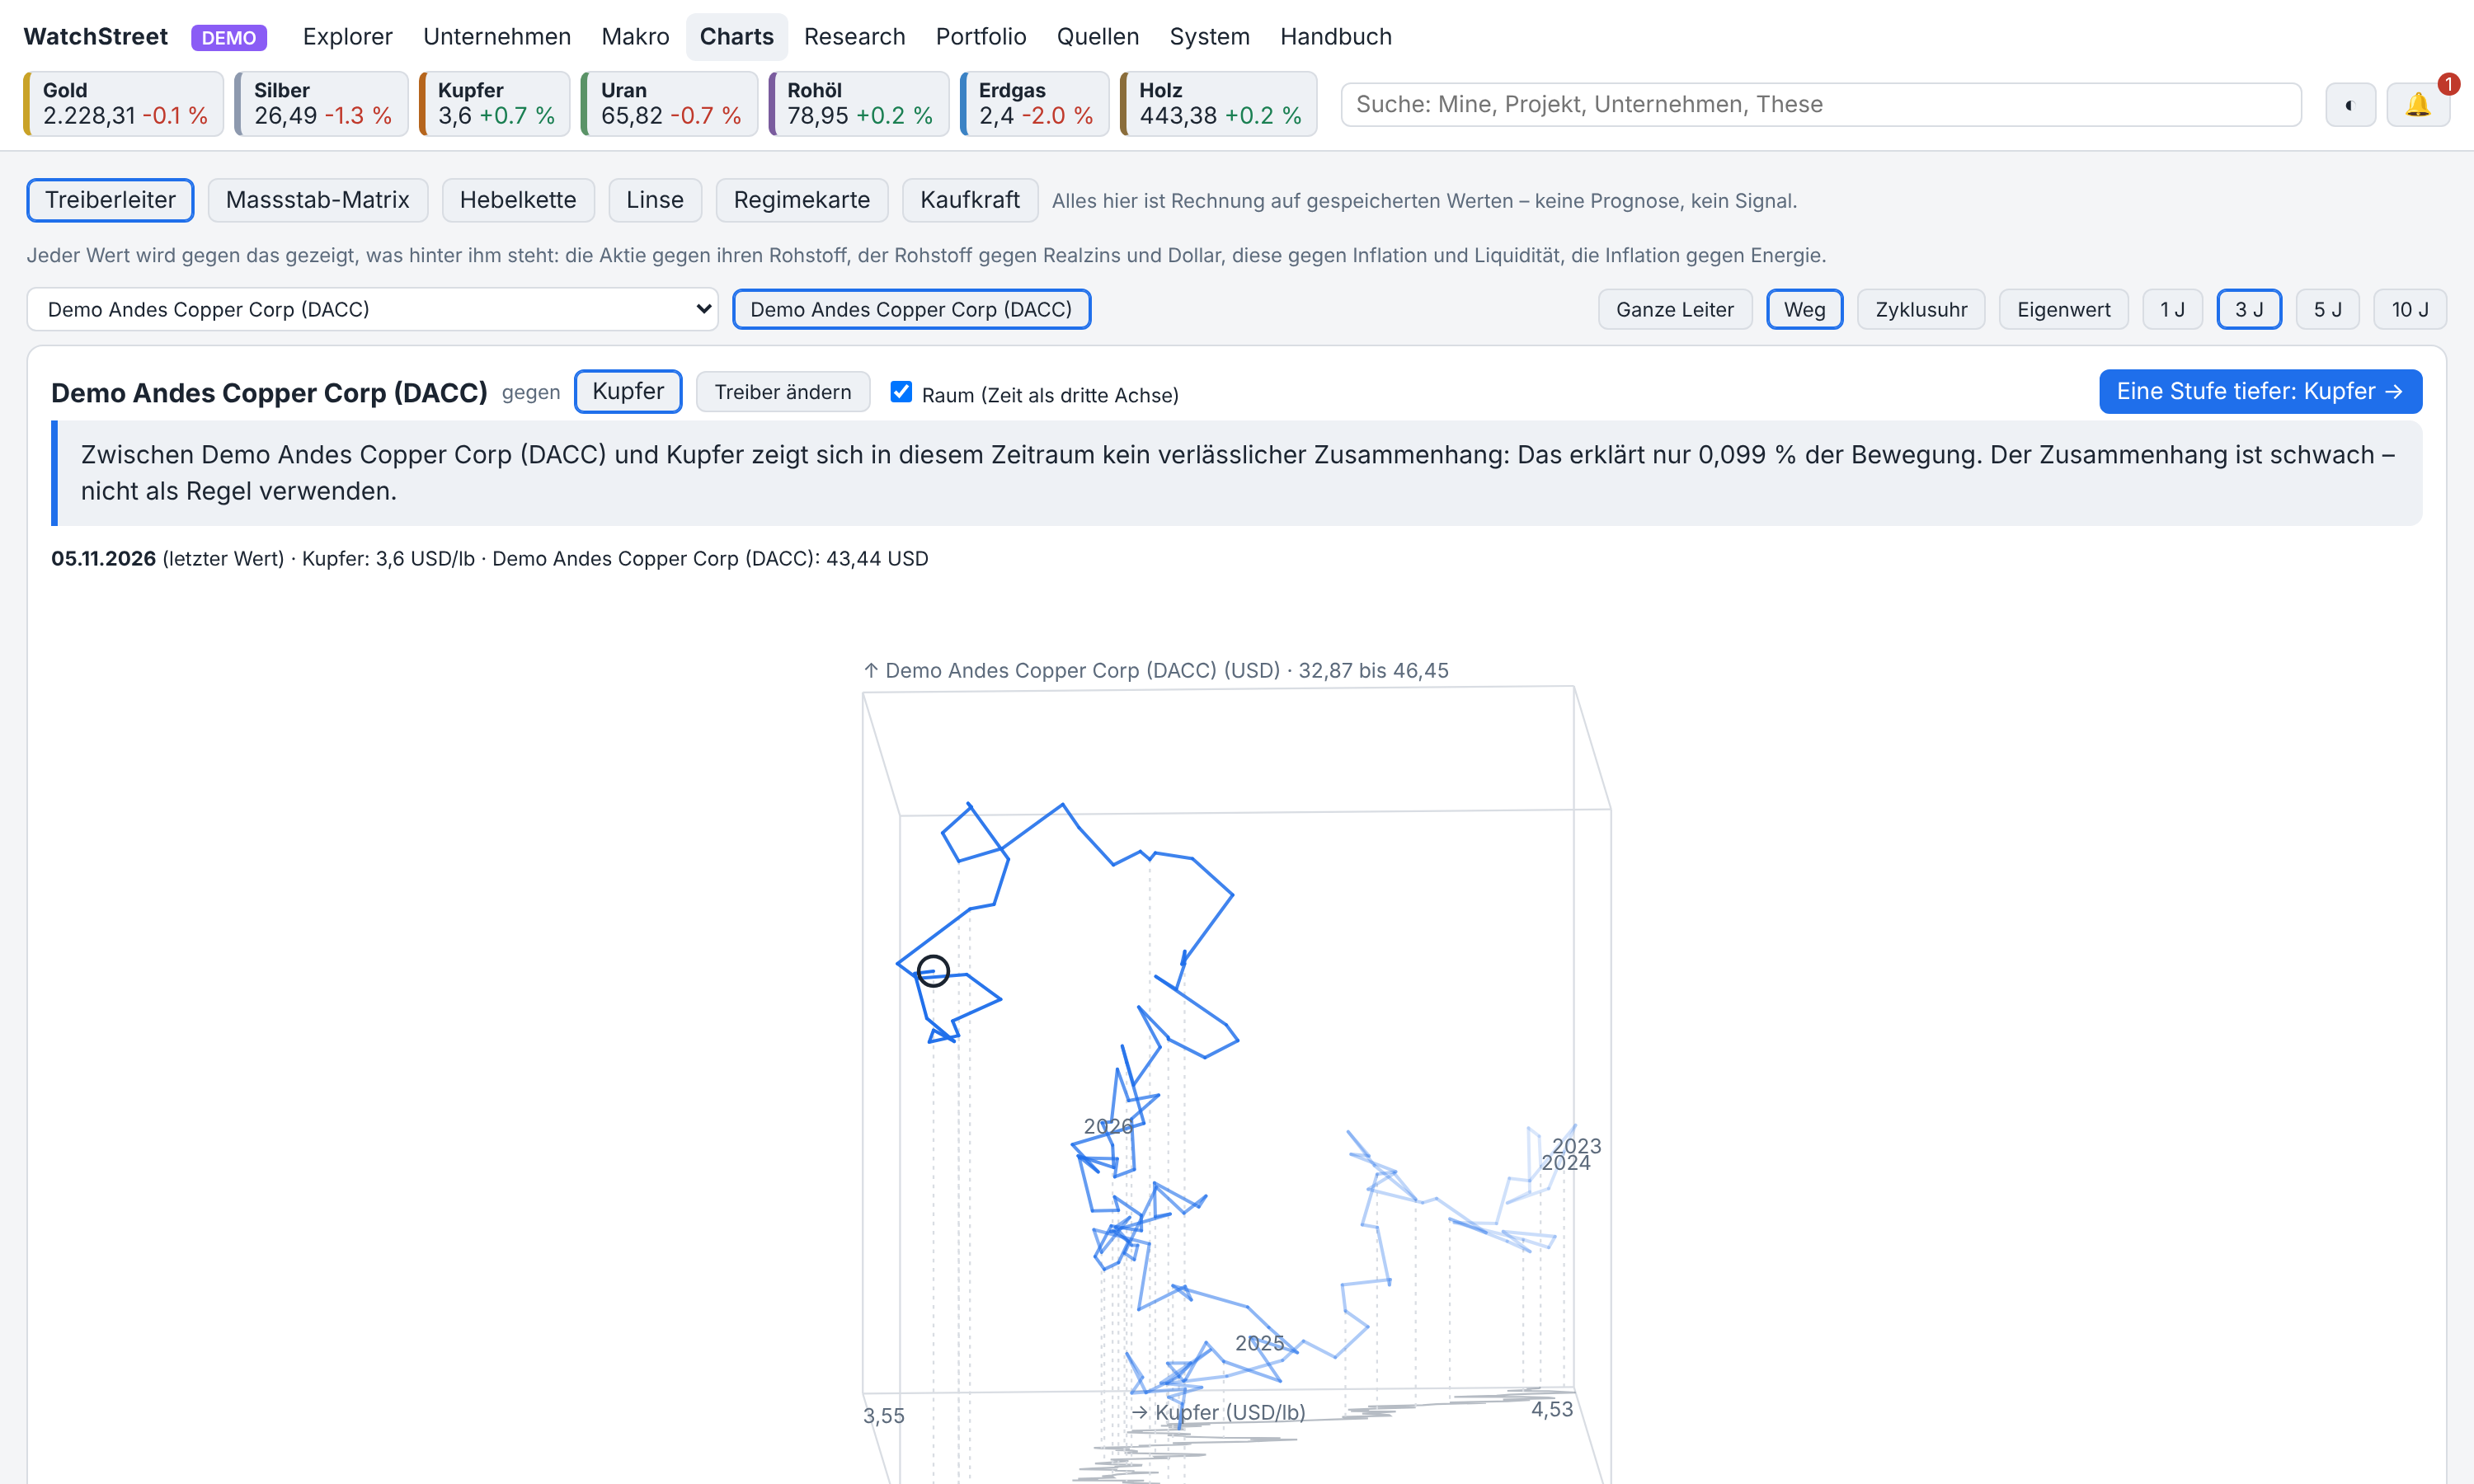 WatchStreet DEMO Explorer Unternehmen Makro Charts Research Portfolio Quellen System Handbuch
Gold Silber Kupfer Uran Rohöl Erdgas Holz
2.228,31 -0.1 % 26,49 -1.3 % 3,6 +0.7 % 65,82 -0.7 % 78,95 +0.2 % 2,4 -2.0 % 443,38 +0.2 %
Suche: Mine, Projekt, Unternehmen, These
1
Treiberleiter Massstab-Matrix Hebelkette Linse Regimekarte Kaufkraft Alles hier ist Rechnung auf gespeicherten Werten – keine Prognose, kein Signal.
Jeder Wert wird gegen das gezeigt, was hinter ihm steht: die Aktie gegen ihren Rohstoff, der Rohstoff gegen Realzins und Dollar, diese gegen Inflation und Liquidität, die Inflation gegen Energie.
Demo Andes Copper Corp (DACC) Demo Andes Copper Corp (DACC) Ganze Leiter Weg Zyklusuhr Eigenwert 1 J 3 J 5 J 10 J
Demo Andes Copper Corp (DACC) gegen Kupfer Treiber ändern Raum (Zeit als dritte Achse) Eine Stufe tiefer: Kupfer →
Zwischen Demo Andes Copper Corp (DACC) und Kupfer zeigt sich in diesem Zeitraum kein verlässlicher Zusammenhang: Das erklärt nur 0,099 % der Bewegung. Der Zusammenhang ist schwach –
nicht als Regel verwenden.
05.11.2026 (letzter Wert) · Kupfer: 3,6 USD/lb · Demo Andes Copper Corp (DACC): 43,44 USD
↑ Demo Andes Copper Corp (DACC) (USD) · 32,87 bis 46,45
2026
2023
2024
2025
3,55 → Kupfer (USD/lb) 4,53